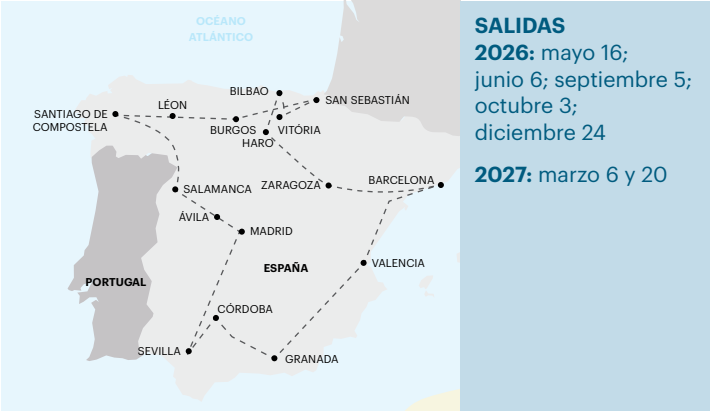 OCÉANO
ATLÁNTICO
BILBAO
SAN SEBASTIÁN
LÉON
SANTIAGO DE
COMPOSTELA
BURGOS
VITÓRIA
HARO
SALAMANCA
ZARAGOZA
BARCELONA
ÁVILA
MADRID
ESPAÑA
VALENCIA
PORTUGAL
CÓRDOBA
SEVILLA
GRANADA
SALIDAS
2026: mayo 16;
junio 6; septiembre 5;
octubre 3;
diciembre 24
2027: marzo 6 y 20